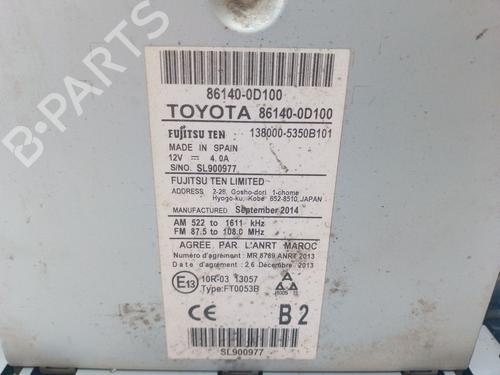 B-PARTS
86140-0D100
TOYOTA 86140-0D100
FUJITSU TEN 138000-5350B101
MADE IN SPAIN
12V 4.0A
S/NO. SL900977
FUJITSU TEN LIMITED
ADDRESS 2-28, Gosho-dori 1-chome
Hyogo-ku, Kobe 652-8510, JAPAN
MANUFACTURED September 2014
AM 522 to 1611 kHz
FM 87.5 to 108.0 MHz
AGREE PAR L'ANRT MAROC
Numéro d'agrément: MR 8789 ANRT 2013
Date d'agrément: 26 Décembre 2013
E13 10R-03 13057
Type:FT0053B
CE B2
SL900977